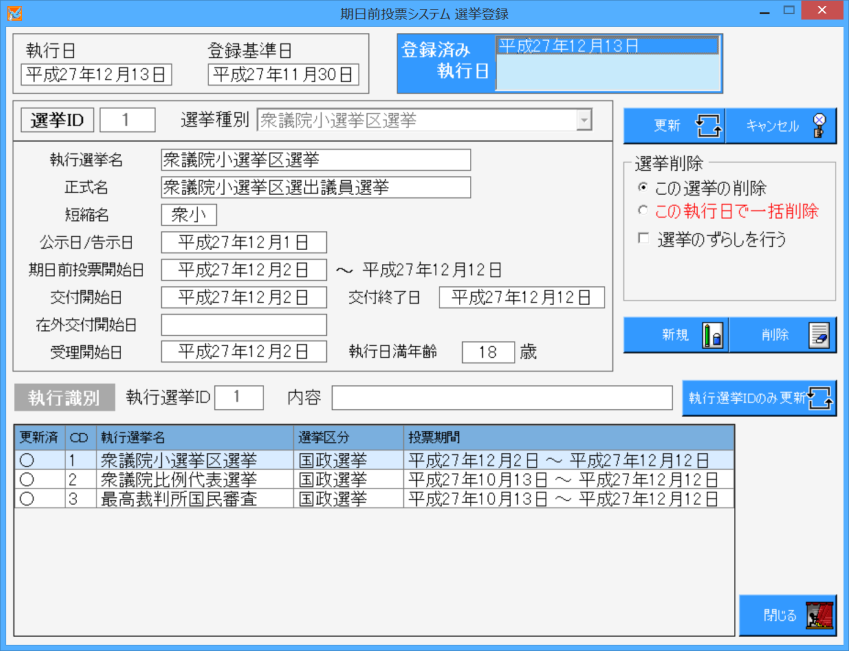 期日前投票システム 選挙登録
執行日
平成27年12月13日
登録基準日
平成27年11月30日
登録済み
執行日
平成27年12月13日
選挙ID 1 選挙種別 衆議院小選挙区選挙
執行選挙名 衆議院小選挙区選挙
正式名 衆議院小選挙区選出議員選挙
短縮名 衆小
公示日/告示日 平成27年12月1日
期日前投票開始日 平成27年12月2日 ～ 平成27年12月12日
交付開始日 平成27年12月2日 交付終了日 平成27年12月12日
在外交付開始日
受理開始日 平成27年12月2日 執行日満年齢 18 歳
更新 キャンセル
選挙削除
この選挙の削除
この執行日で一括削除
選挙のずらしを行う
新規 削除
執行識別 執行選挙ID 1 内容 執行選挙IDのみ更新
更新済 CD 執行選挙名 選挙区分 投票期間
○ 1 衆議院小選挙区選挙 国政選挙 平成27年12月2日 ～ 平成27年12月12日
○ 2 衆議院比例代表選挙 国政選挙 平成27年10月13日 ～ 平成27年12月12日
○ 3 最高裁判所国民審査 国政選挙 平成27年10月13日 ～ 平成27年12月12日
閉じる